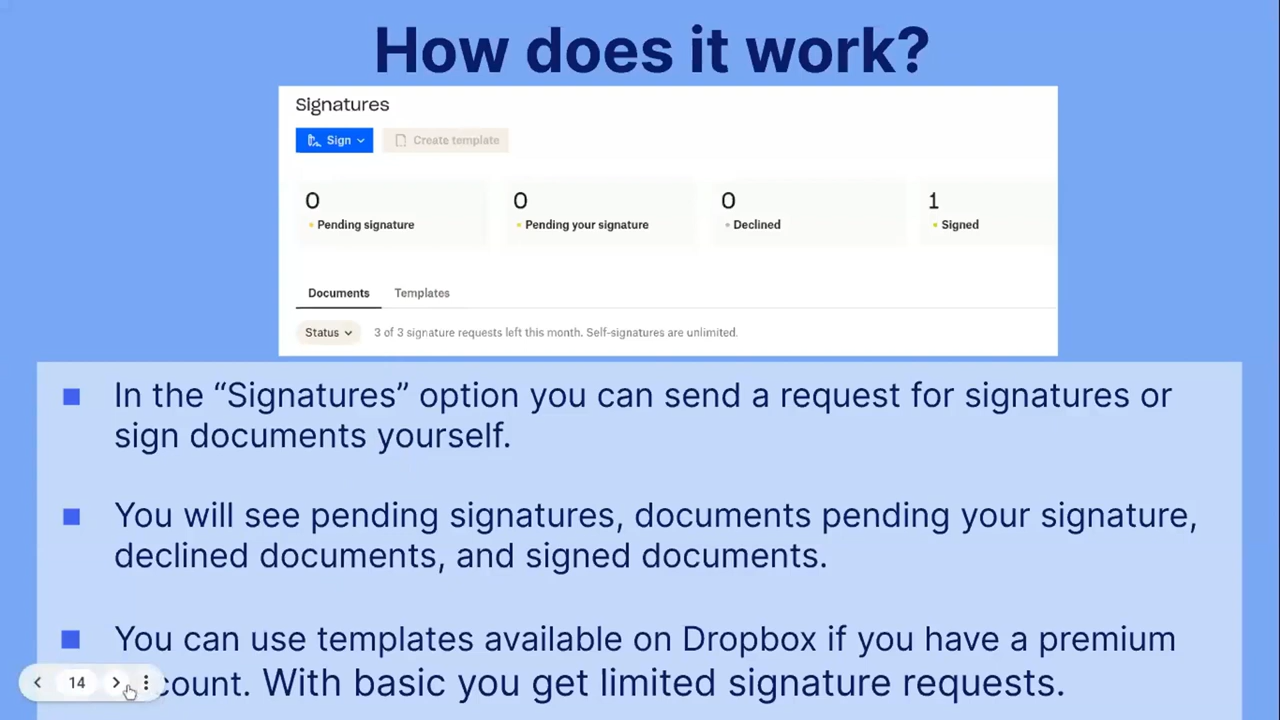 How does it work?
Signatures
Sign
Create template
0
Pending signature
0
Pending your signature
0
Declined
1
Signed
Documents
Templates
Status
3 of 3 signature requests left this month. Self-signatures are unlimited.
In the “Signatures” option you can send a request for signatures or
sign documents yourself.
You will see pending signatures, documents pending your signature,
declined documents, and signed documents.
You can use templates available on Dropbox if you have a premium
count. With basic you get limited signature requests.
14